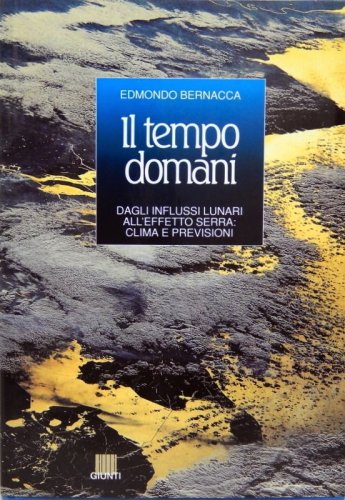 EDMONDO BERNACCA
Il tempo
domani
DAGLI INFLUSSI LUNARI
ALL'EFFETTO SERRA:
CLIMA E PREVISIONI
GIUNTI